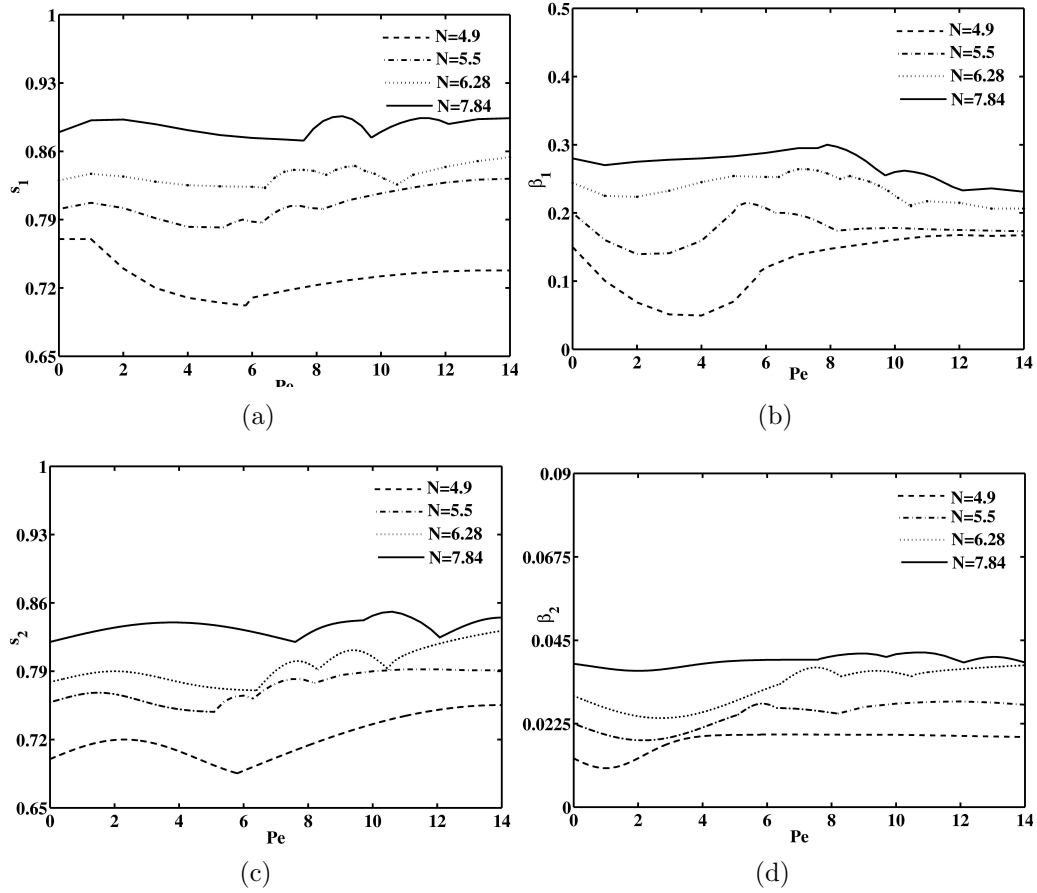 1
0.93
0.86
0.79
0.72
0.65
s1
0 2 4 6 8 10 12 14
N=4.9
N=5.5
N=6.28
N=7.84
(a)
0.5
0.4
0.3
0.2
0.1
0
β1
0 2 4 6 8 10 12 14
Pe
N=4.9
N=5.5
N=6.28
N=7.84
(b)
1
0.93
0.86
0.79
0.72
0.65
s2
0 2 4 6 8 10 12 14
Pe
N=4.9
N=5.5
N=6.28
N=7.84
(c)
0.09
0.0675
0.045
0.0225
0
β2
0 2 4 6 8 10 12 14
Pe
N=4.9
N=5.5
N=6.28
N=7.84
(d)